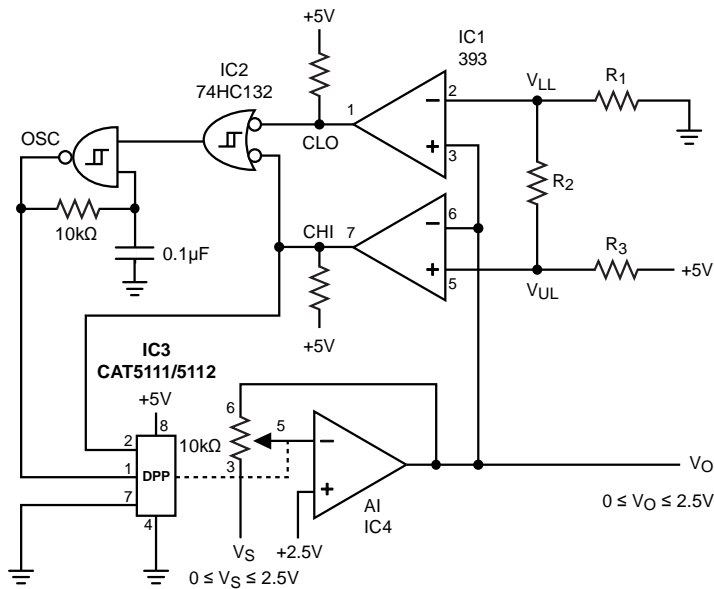 +5V
IC1
393
IC2
74HC132
VLL
R1
2
1
OSC
CLO
3
R2
CHI
7
6
10kΩ
0.1μF
R3
+5V
5
VUL
+5V
IC3
CAT5111/5112
+5V
8
6
5
2
10kΩ
1
DPP
3
VO
7
AI
IC4
0 ≤ VO ≤ 2.5V
4
VS
+2.5V
0 ≤ VS ≤ 2.5V